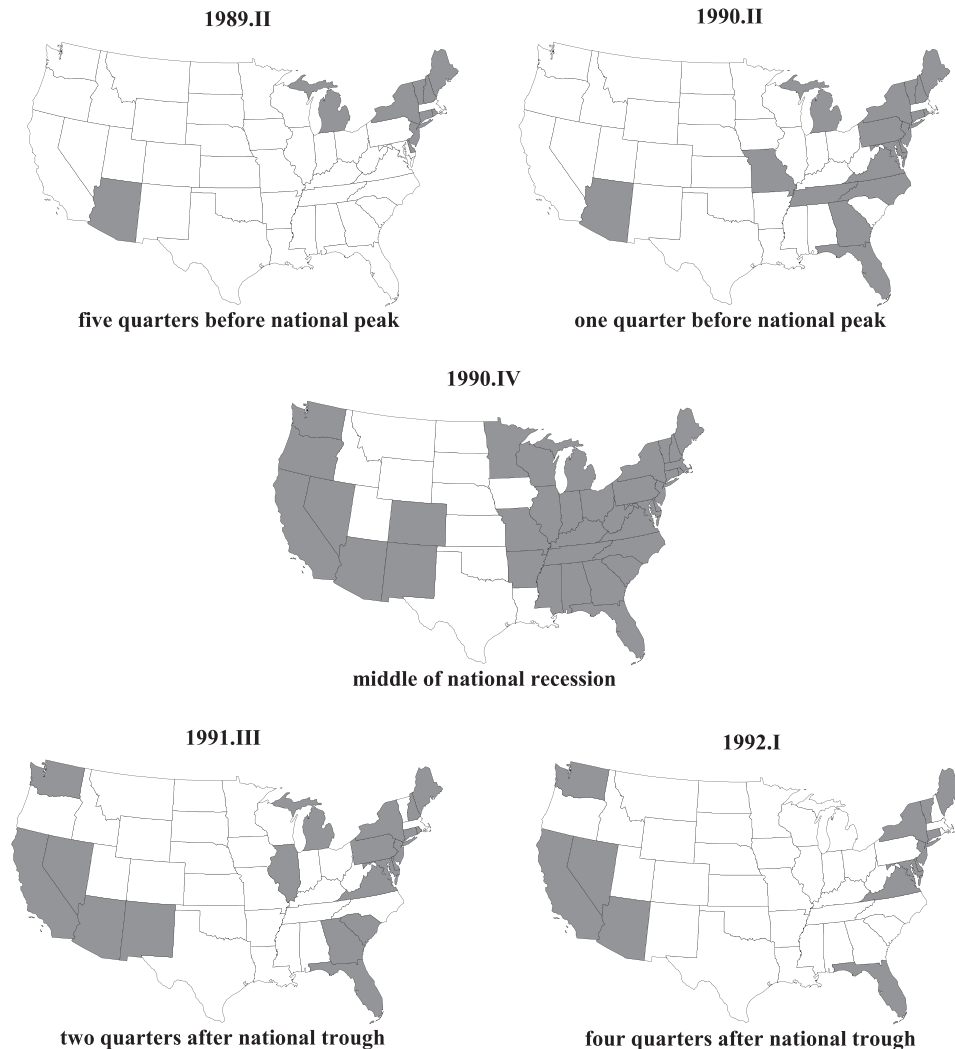 1989.II
1990.II
five quarters before national peak
one quarter before national peak
1990.IV
middle of national recession
1991.III
1992.I
two quarters after national trough
four quarters after national trough